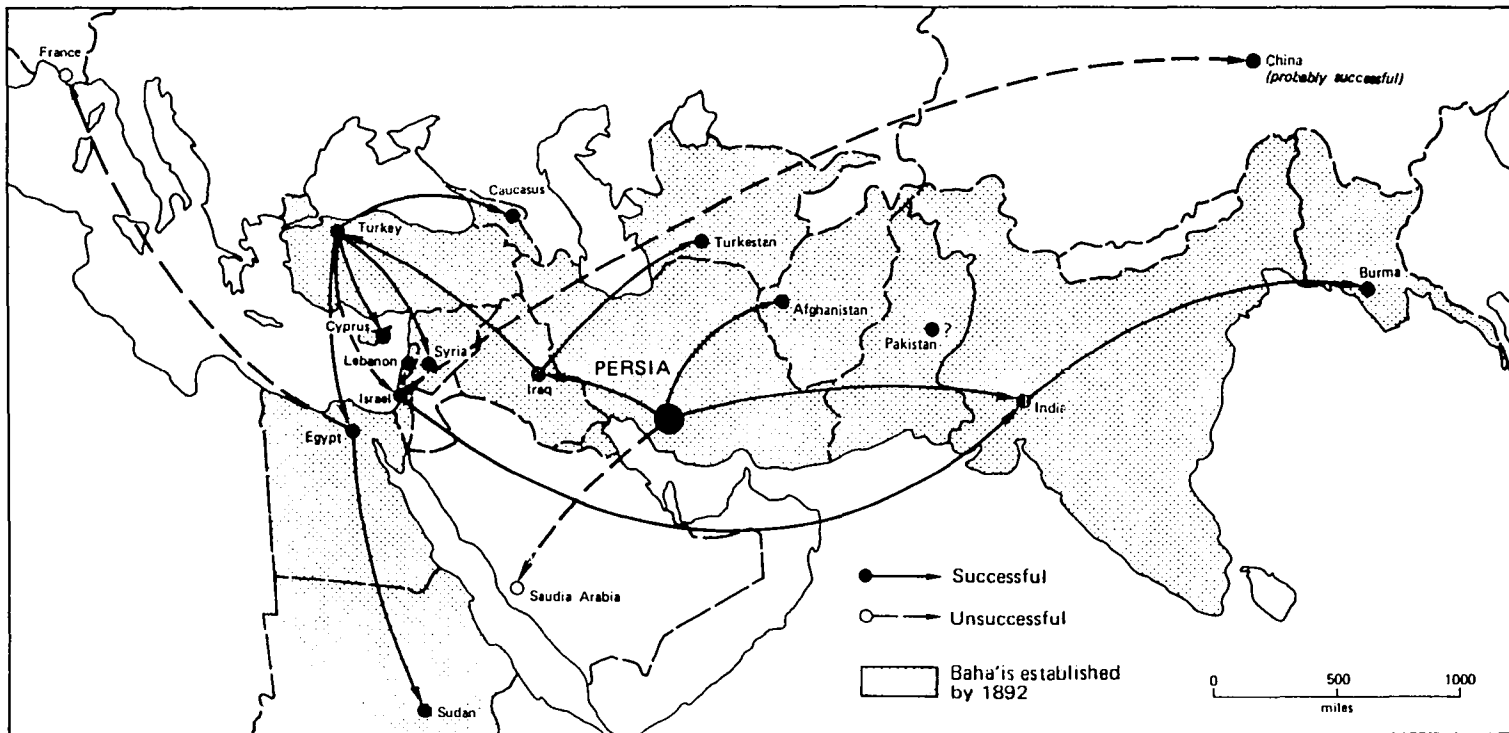 France
China
(probably successful)
Caucasus
Turkey
Turkestan
Burma
Afghanistan
Cyprus
Pakistan
?
Lebanon
Syria
PERSIA
Iraq
Israel
India
Egypt
Successful
Saudia Arabia
Unsuccessful
Baha'is established
by 1892
0 500 1000
miles
Sudan